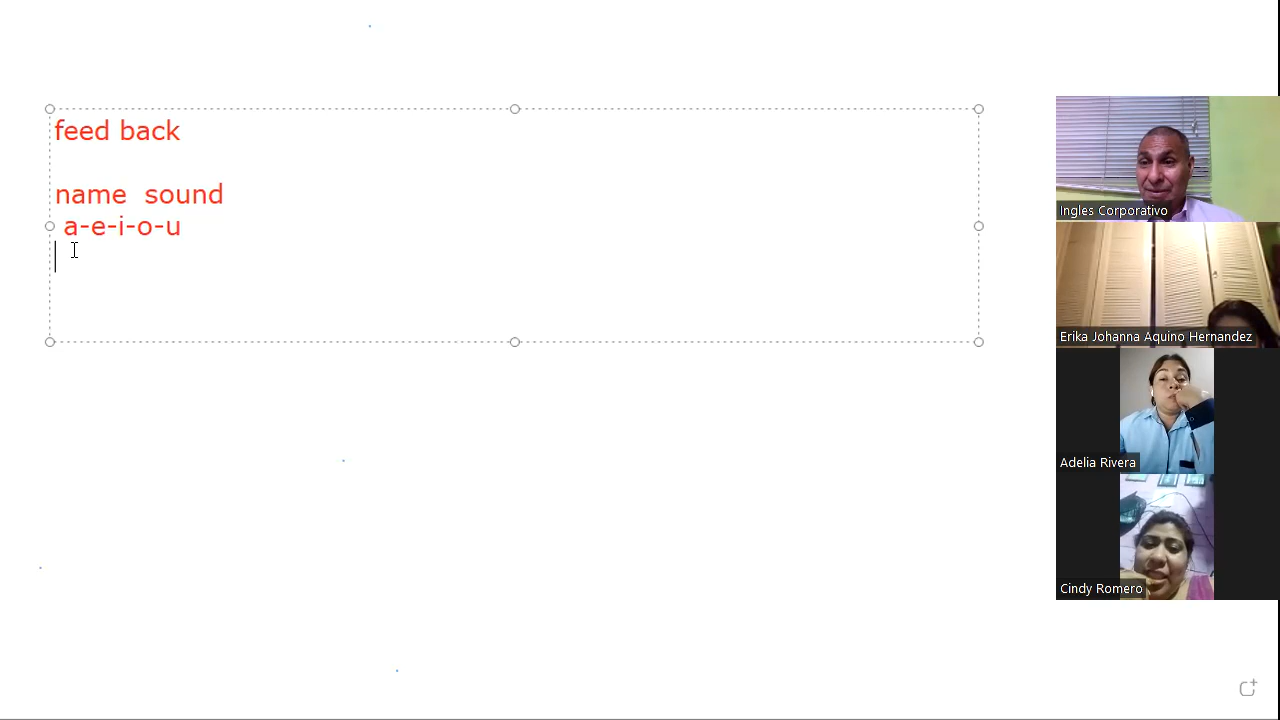 feed back
name sound
a-e-i-o-u
Ingles Corporativo
Erika Johanna Aquino Hernandez
Adelia Rivera
Cindy Romero